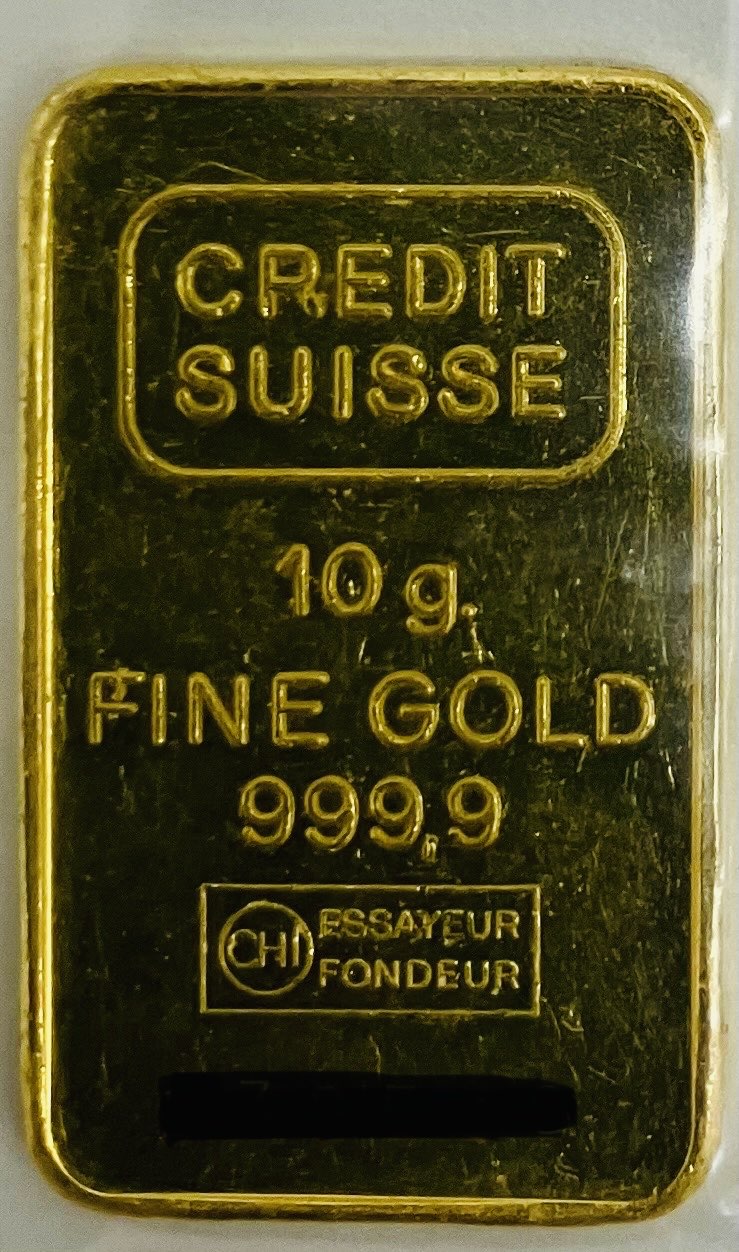 CREDIT
SUISSE
10 g.
FINE GOLD
999,9
CHI ESSAYEUR
FONDEUR